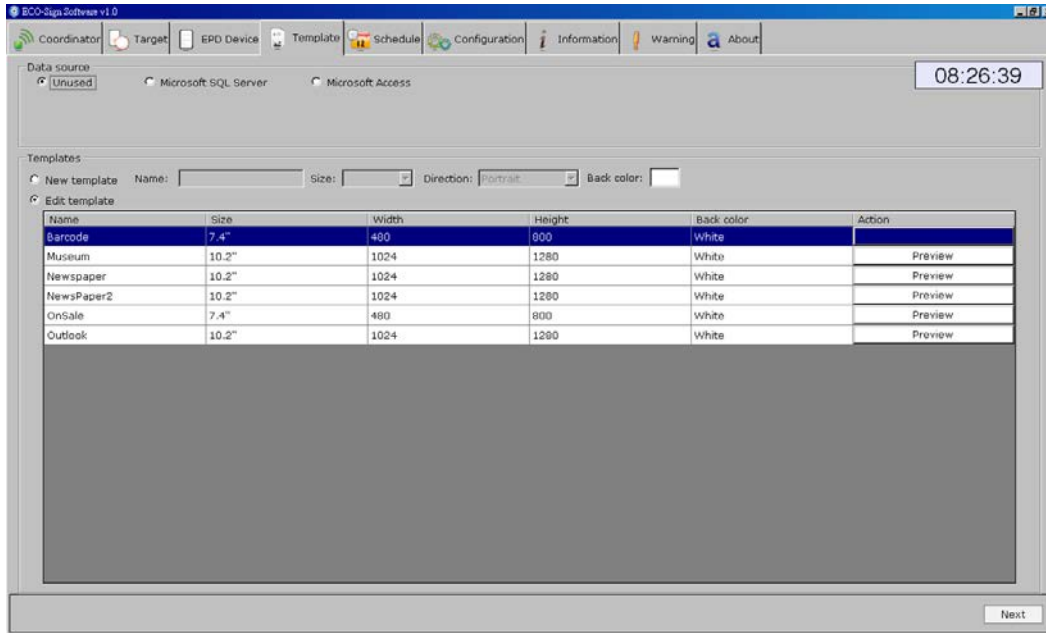 ECO-Sign Software v1.0
Coordinator Target EPD Device Template Schedule Configuration Information Warning About
Data source
Unused Microsoft SQL Server Microsoft Access
08:26:39
Templates
New template Name: Size: Direction: Portrait Back color:
Edit template
Name Size Width Height Back color Action
Barcode 7.4" 480 800 White
Museum 10.2" 1024 1280 White Preview
Newspaper 10.2" 1024 1280 White Preview
NewsPaper2 10.2" 1024 1280 White Preview
OnSale 7.4" 480 800 White Preview
Outlook 10.2" 1024 1280 White Preview
Next